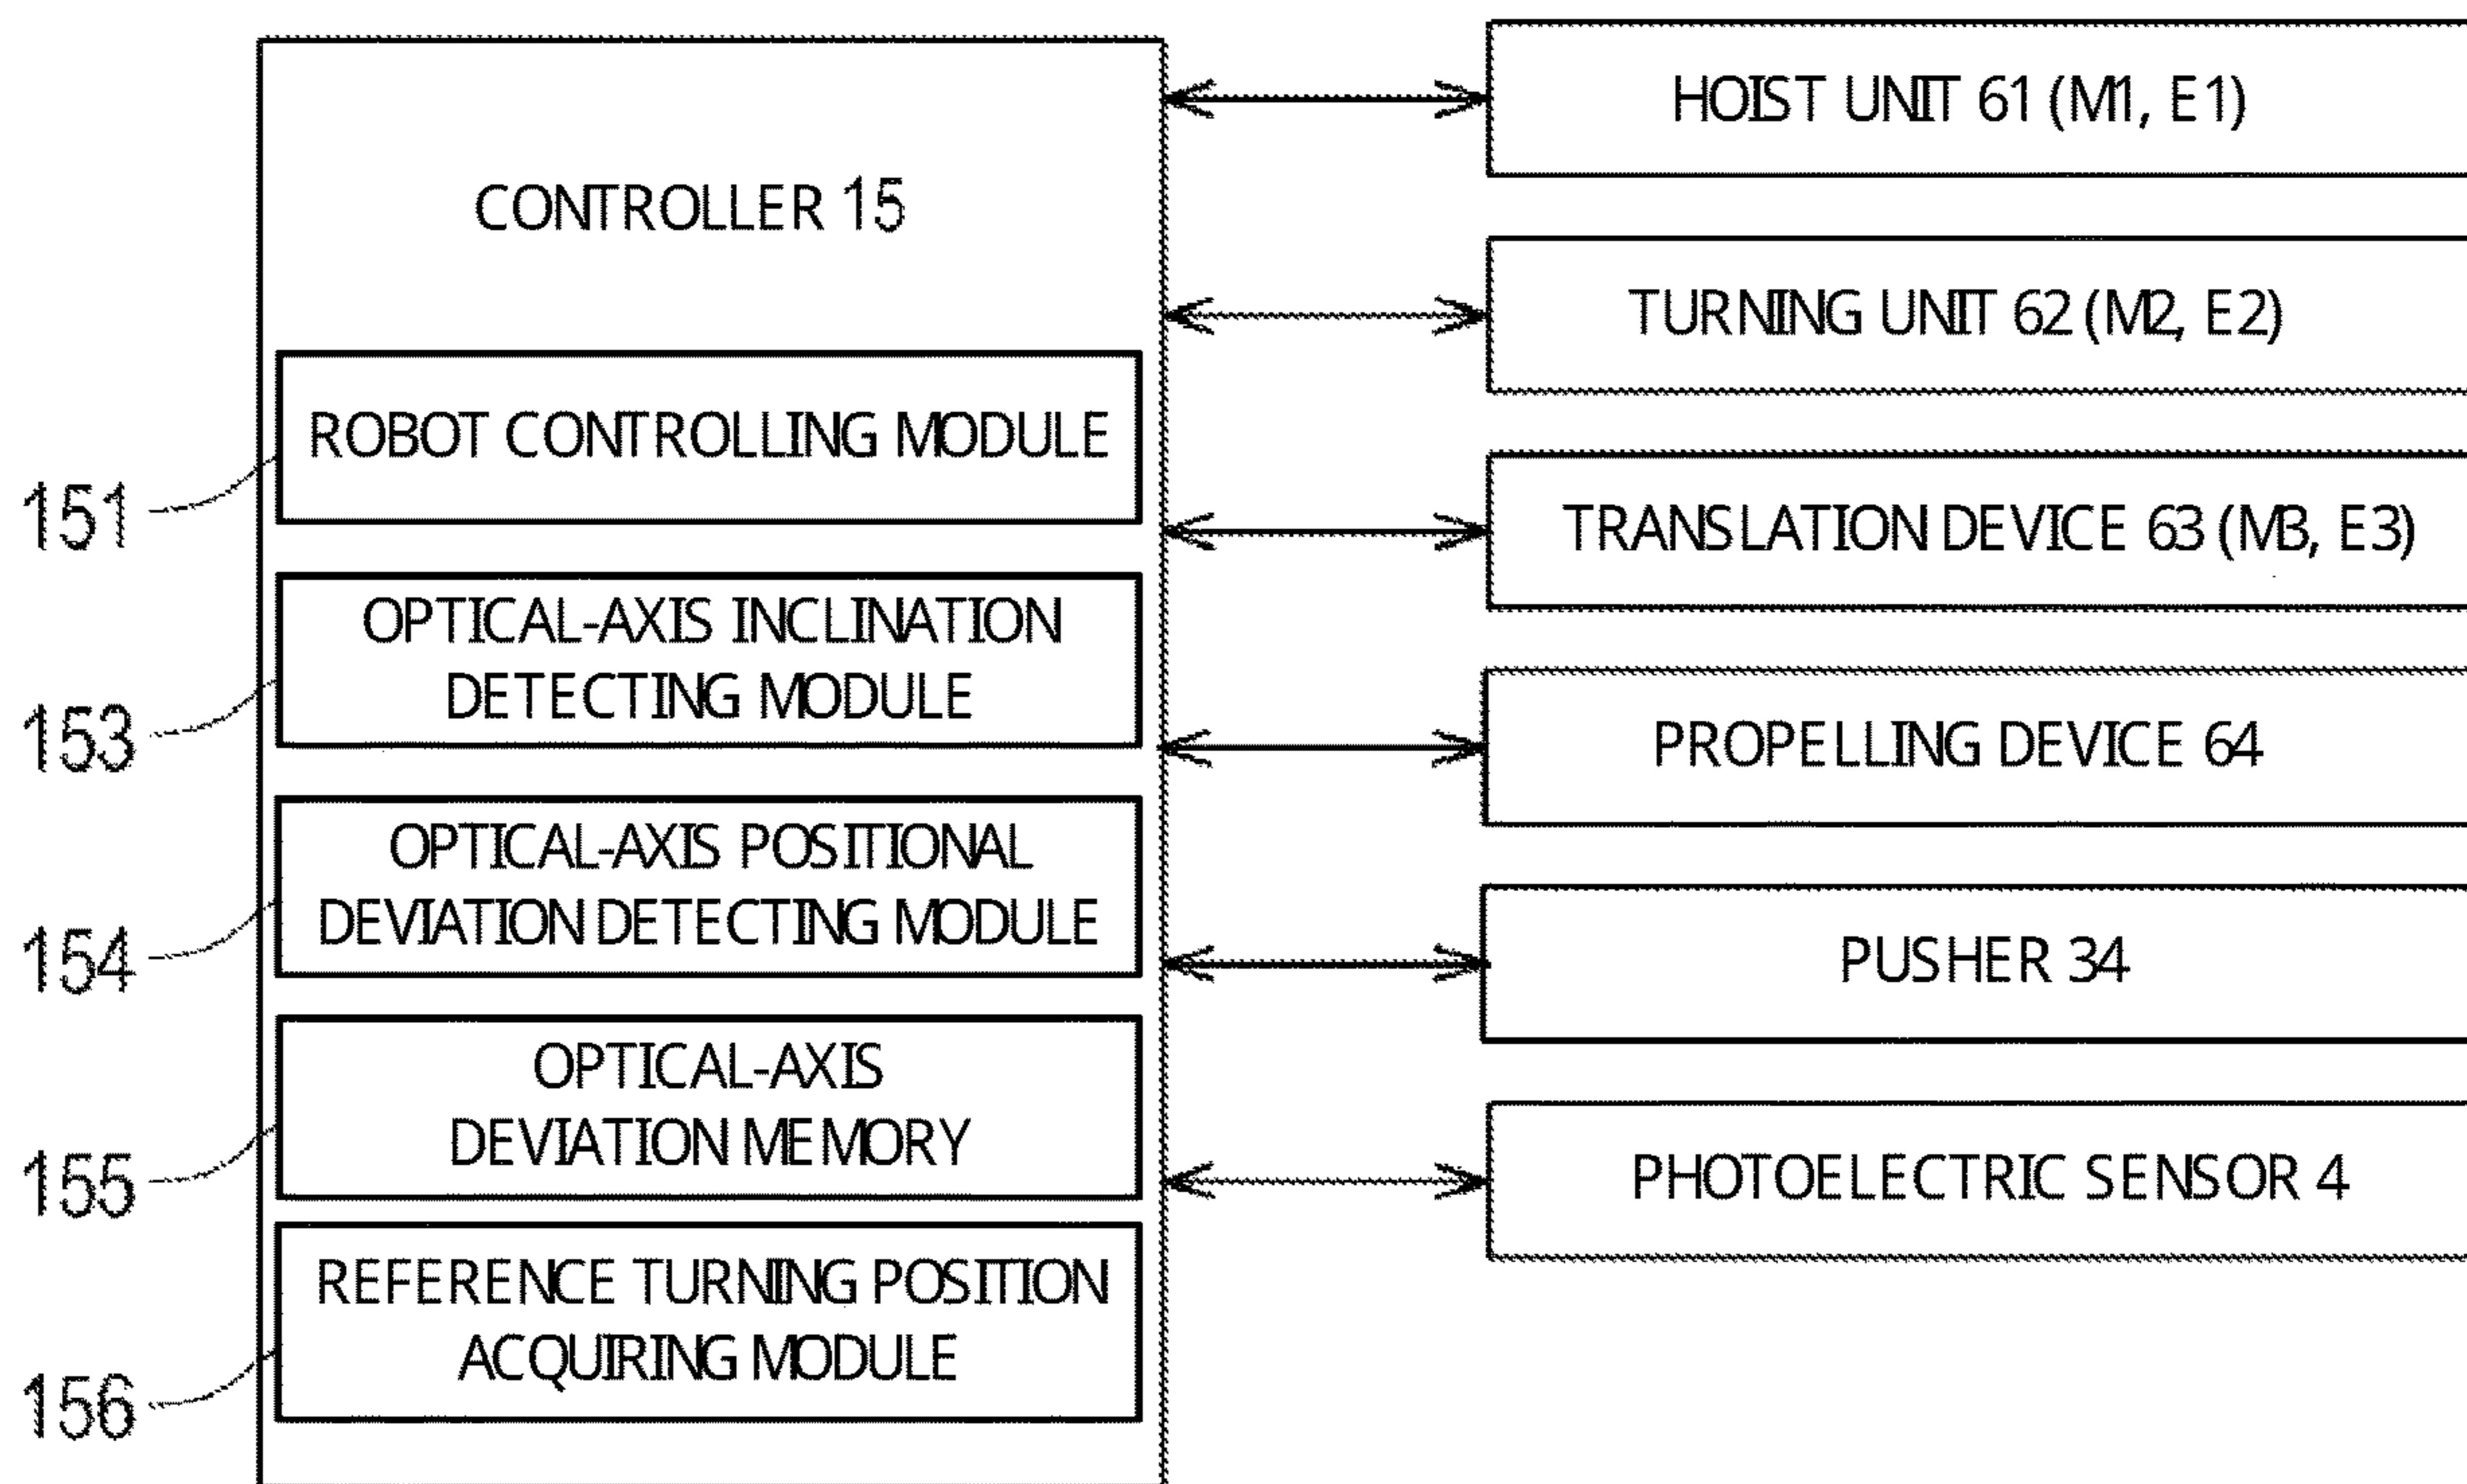 CONTROLLER 15
ROBOT CONTROLLING MODULE
151
OPTICAL-AXIS INCLINATION
DETECTING MODULE
153
OPTICAL-AXIS POSITIONAL
DEVIATION DETECTING MODULE
154
OPTICAL-AXIS
DEVIATION MEMORY
155
REFERENCE TURNING POSITION
ACQUIRING MODULE
156
HOIST UNIT 61 (M1, E1)
TURNING UNIT 62 (M2, E2)
TRANSLATION DEVICE 63 (M3, E3)
PROPELLING DEVICE 64
PUSHER 34
PHOTOELECTRIC SENSOR 4